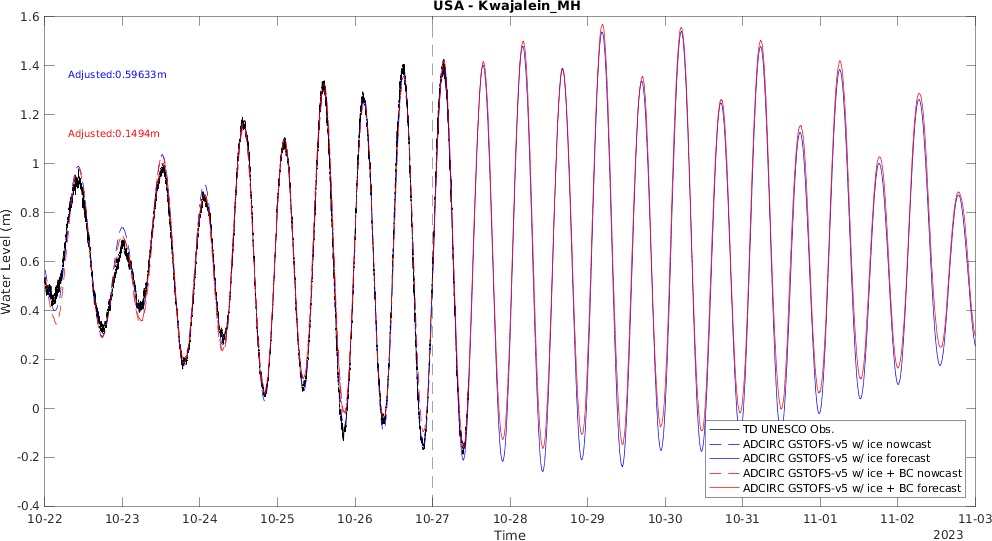 USA - Kwajalein_MH
1.6
1.4
1.2
1
0.8
0.6
0.4
0.2
0
-0.2
-0.4
Water Level (m)
Adjusted:0.59633m
Adjusted:0.1494m
TD UNESCO Obs.
ADCIRC GSTOFS-v5 w/ ice nowcast
ADCIRC GSTOFS-v5 w/ ice forecast
ADCIRC GSTOFS-v5 w/ ice + BC nowcast
ADCIRC GSTOFS-v5 w/ ice + BC forecast
10-22 10-23 10-24 10-25 10-26 10-27 10-28 10-29 10-30 10-31 11-01 11-02 11-03
Time
2023